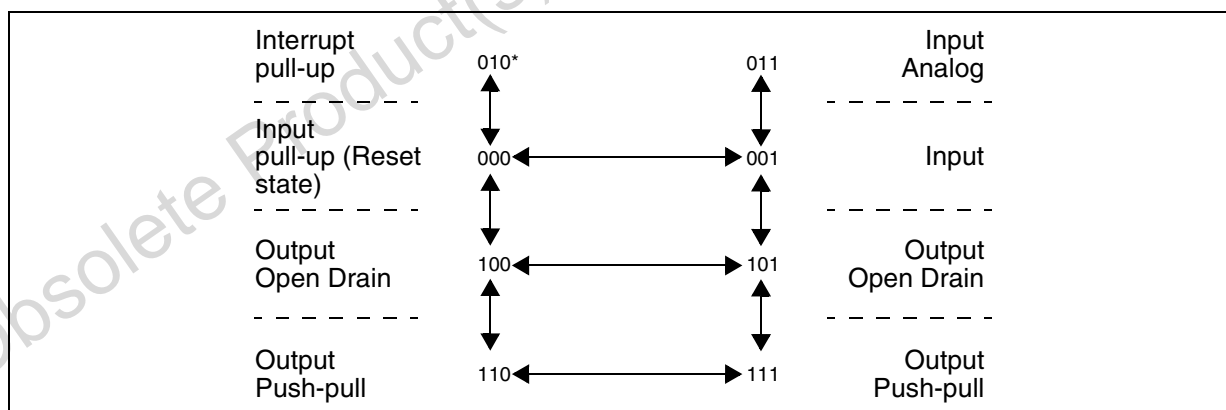 Interrupt
pull-up
010*
011
Input
Analog
Input
pull-up (Reset
state)
000
001
Input
Output
Open Drain
100
101
Output
Open Drain
Output
Push-pull
110
111
Output
Push-pull
obsolete Product(s)